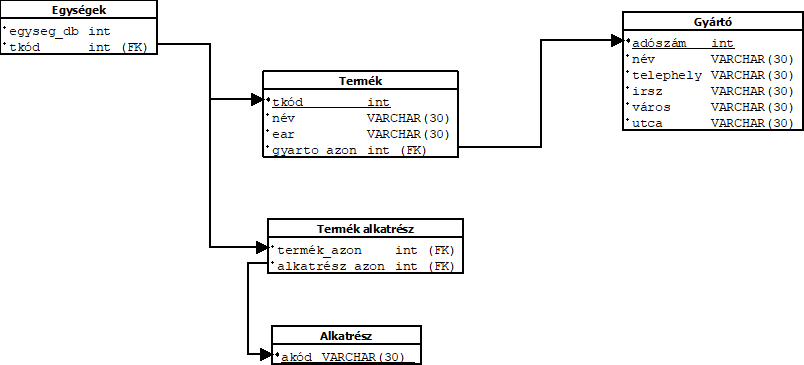 Egységek
egyseg_db int
tkód int (FK)
Termék
tkód int
név VARCHAR(30)
ear VARCHAR(30)
gyarto_azon int (FK)
Gyártó
adószám int
név VARCHAR(30)
telephely VARCHAR(30)
irsz VARCHAR(30)
város VARCHAR(30)
utca VARCHAR(30)
Termék alkatrész
termék_azon int (FK)
alkatrész_azon int (FK)
Alkatrész
akód VARCHAR(30)